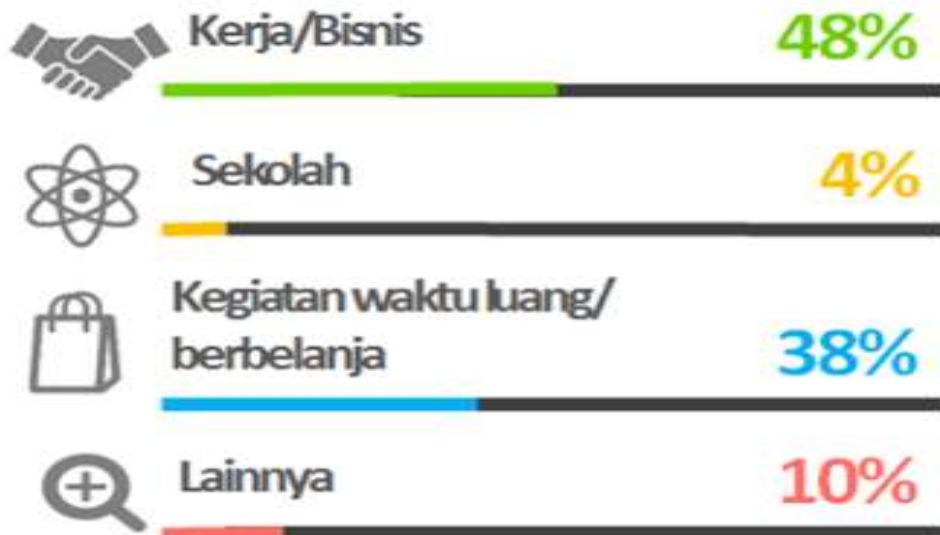 Kerja/Bisnis 48%
Sekolah 4%
Kegiatan waktu luang/
berbelanja 38%
Lainnya 10%